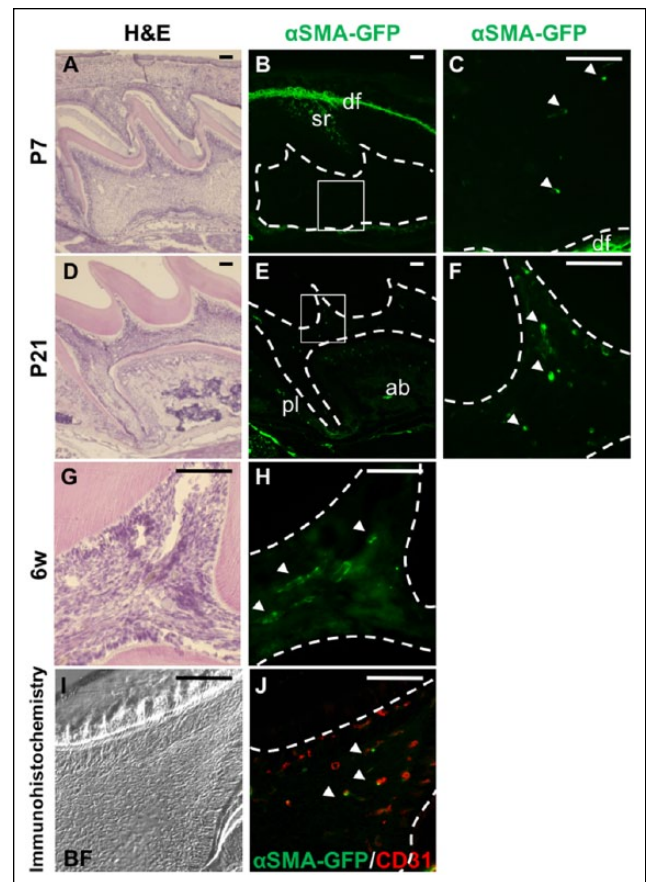 H&E
αSMA-GFP
αSMA-GFP
P7
A
B
df
sr
C
df
P21
D
E
pl
ab
F
6w
G
H
Immunohistochemistry
I
BF
J
αSMA-GFP/CD31